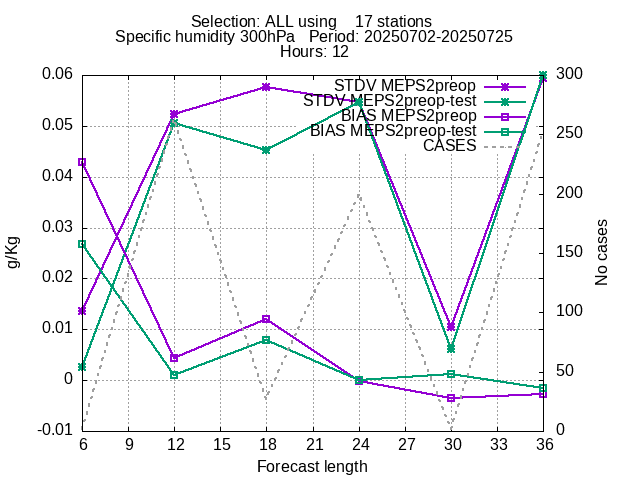 Selection: ALL using    17 stations
Specific humidity 300hPa   Period: 20250702-20250725
Hours: 12
STDV MEPS2preop
STDV MEPS2preop-test
BIAS MEPS2preop
BIAS MEPS2preop-test
CASES
0.06
0.05
0.04
0.03
0.02
0.01
0
-0.01
g/Kg
300
250
200
150
100
50
0
No cases
6 9 12 15 18 21 24 27 30 33 36
Forecast length